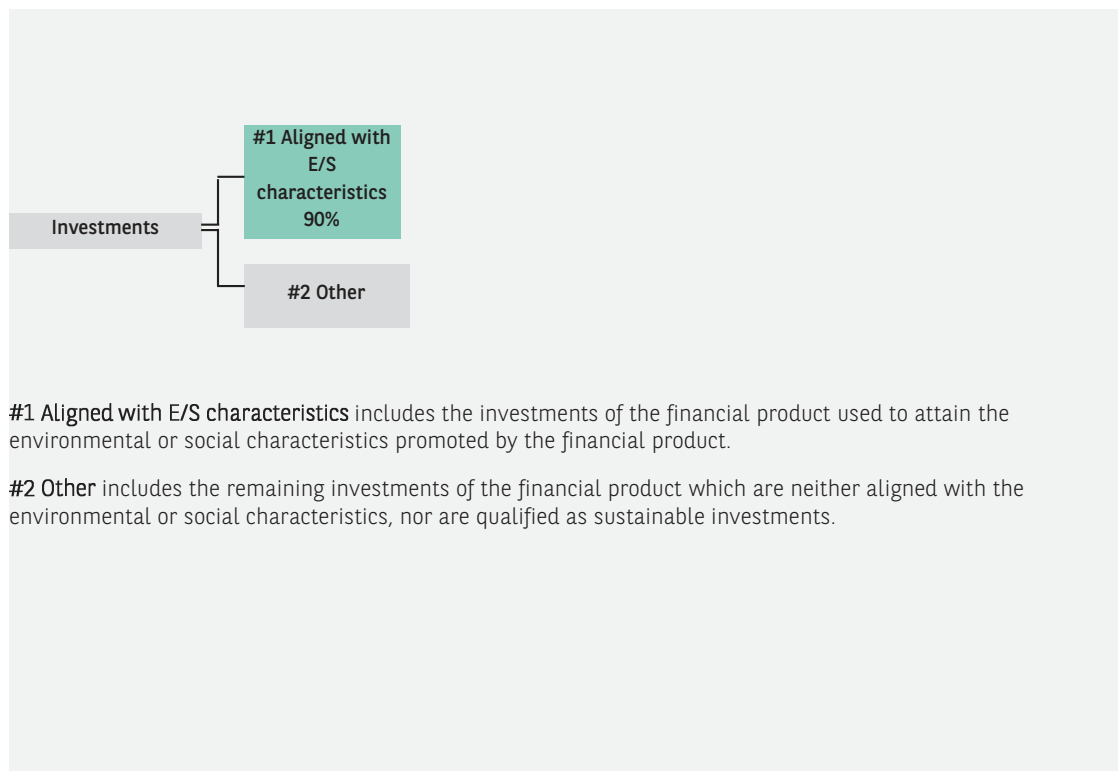 #1 Aligned with
E/S
characteristics
90%
Investments
#2 Other
#1 Aligned with E/S characteristics includes the investments of the financial product used to attain the
environmental or social characteristics promoted by the financial product.
#2 Other includes the remaining investments of the financial product which are neither aligned with the
environmental or social characteristics, nor are qualified as sustainable investments.